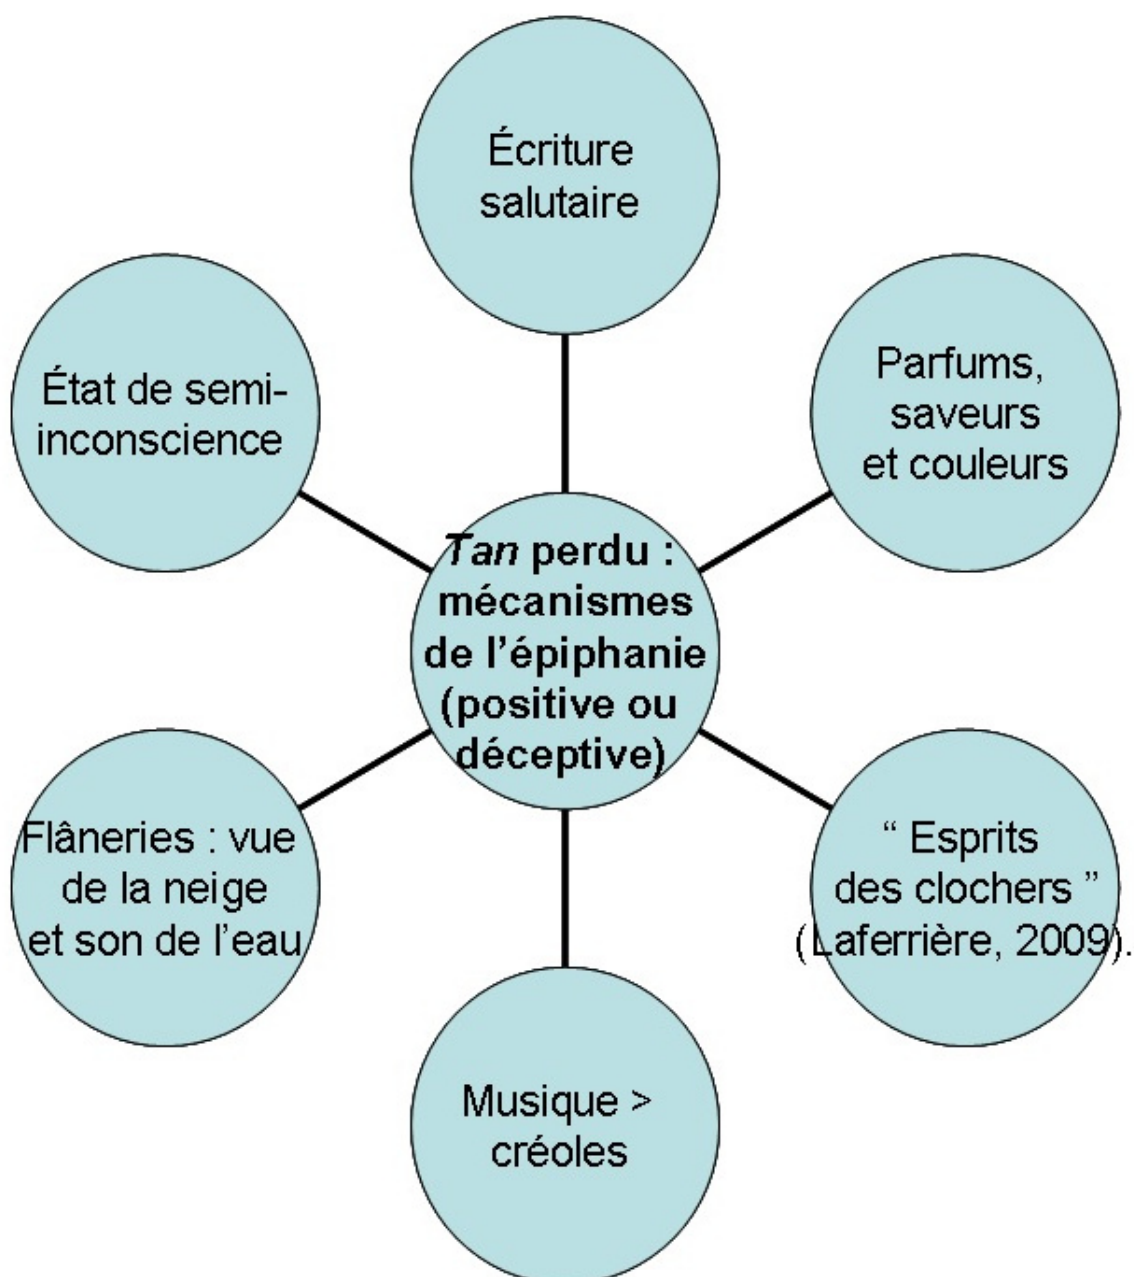 Écriture
salutaire
Parfums,
saveurs
et couleurs
État de semi-
inconscience
Tan perdu :
mécanismes
de l’épiphanie
(positive ou
déceptive)
Flâneries : vue
de la neige
et son de l’eau
“ Esprits
des clochers ”
(Laferrière, 2009).
Musique >
créoles